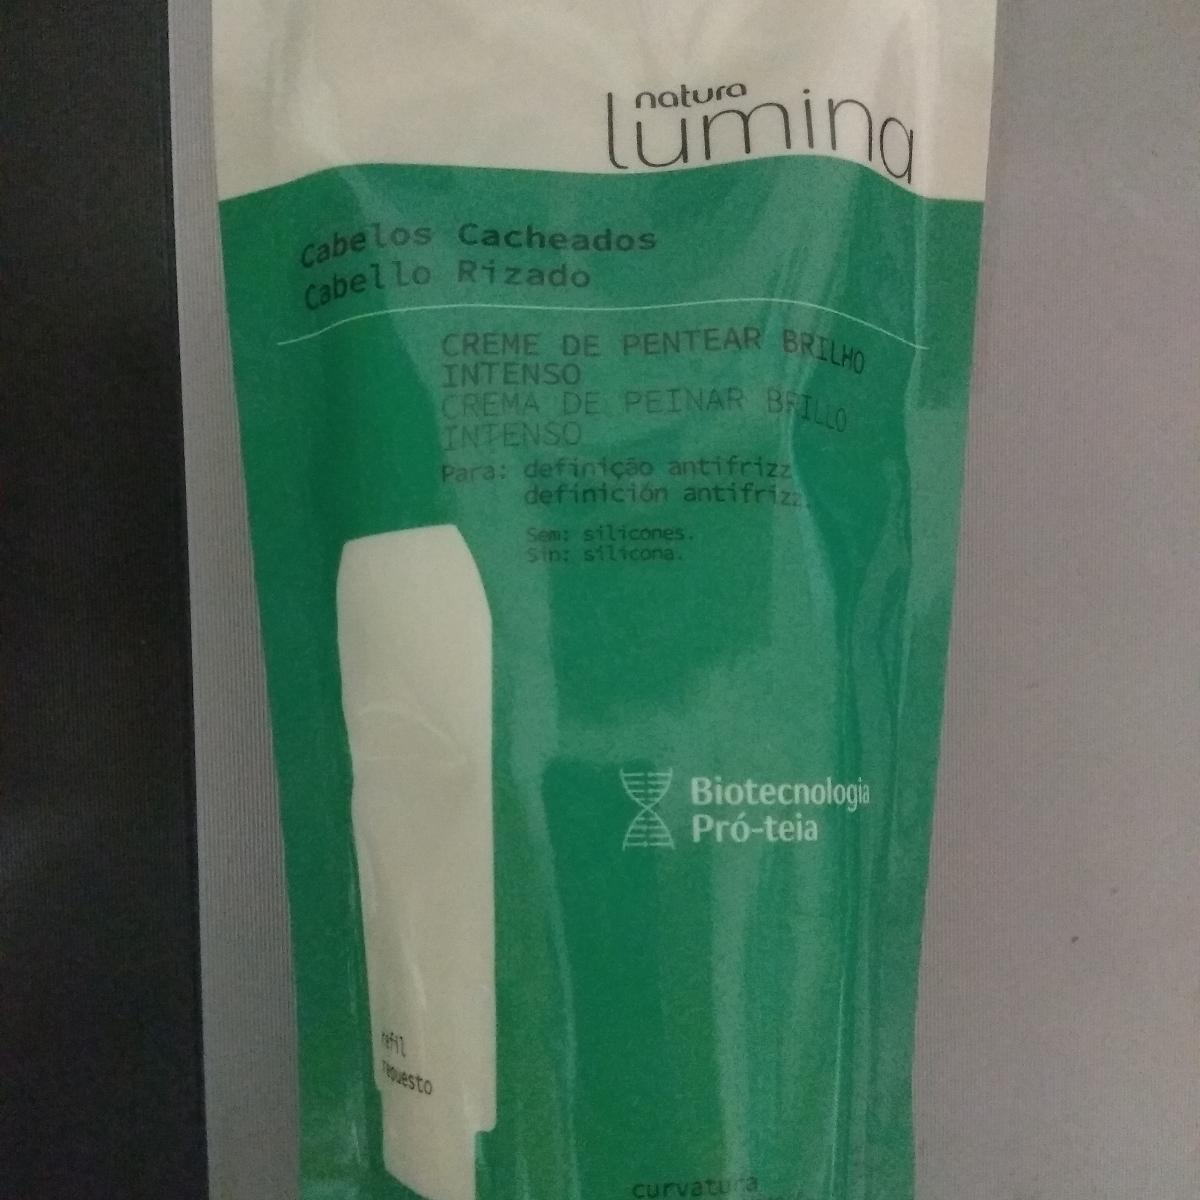 natura
lumina
Cabelos Cacheados
Cabello Rizado
CREME DE PENTEAR BRILHO
INTENSO
CREMA DE PEINAR BRILLO
INTENSO
Para: definição antifrizz
definición antifrizz.
Sem: silicones.
Sin: silicona.
Biotecnologia
Pró-teia
refil
repuesto
curvatura